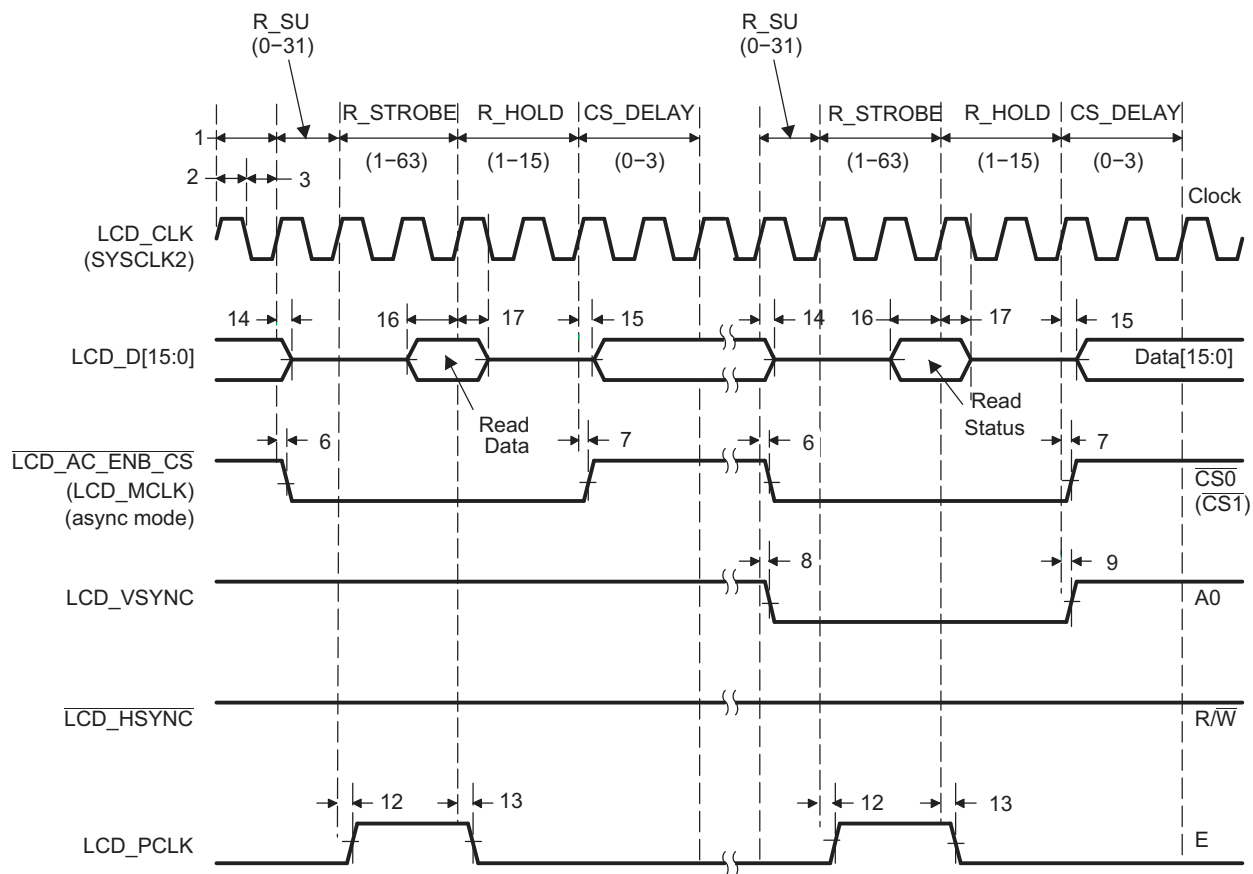 R_SU
(0−31)
R_SU
(0−31)
R_STROBE
R_HOLD
CS_DELAY
R_STROBE
R_HOLD
CS_DELAY
1
(1−63)
(1−15)
(0−3)
(1−63)
(1−15)
(0−3)
2
3
Clock
LCD_CLK
(SYSCLK2)
14
16
17
15
14
16
17
15
LCD_D[15:0]
Data[15:0]
Read
Data
Read
Status
6
7
6
7
LCD_AC_ENB_CS
(LCD_MCLK)
(async mode)
CS0
(CS1)
8
9
LCD_VSYNC
A0
LCD_HSYNC
R/W
12
13
12
13
LCD_PCLK
E